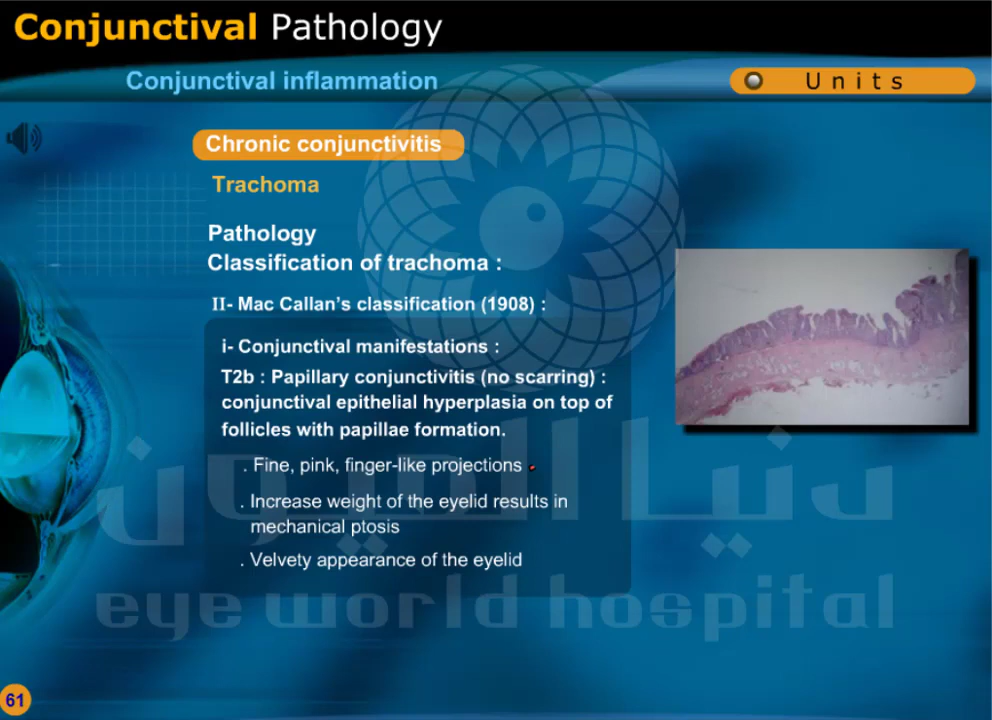 Conjunctival Pathology
Conjunctival inflammation
Units
Chronic conjunctivitis
Trachoma
Pathology
Classification of trachoma :
II- Mac Callan's classification (1908) :
i- Conjunctival manifestations :
T2b : Papillary conjunctivitis (no scarring) :
conjunctival epithelial hyperplasia on top of
follicles with papillae formation.
. Fine, pink, finger-like projections
. Increase weight of the eyelid results in
mechanical ptosis
. Velvety appearance of the eyelid
دنيا العيون
eye world hospital
61